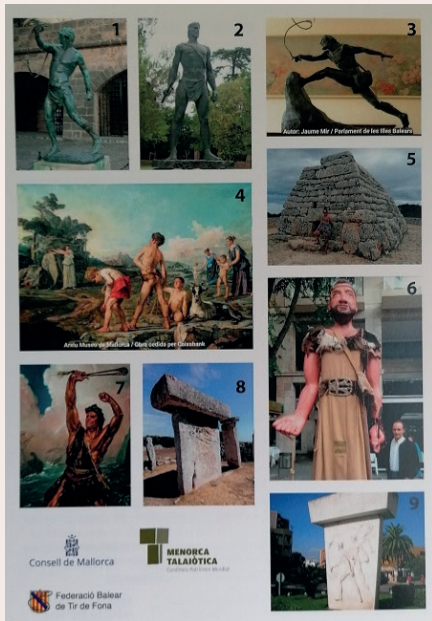 1
2
3
Autor: Jaume Mir / Parlament de les Illes Balears
5
4
Arxiu Museu de Mallorca / Obra cedida per Caixabank
6
7
8
9
Consell de Mallorca
MENORCA
TALAIÒTICA
Federació Balear
de Tir de Fona